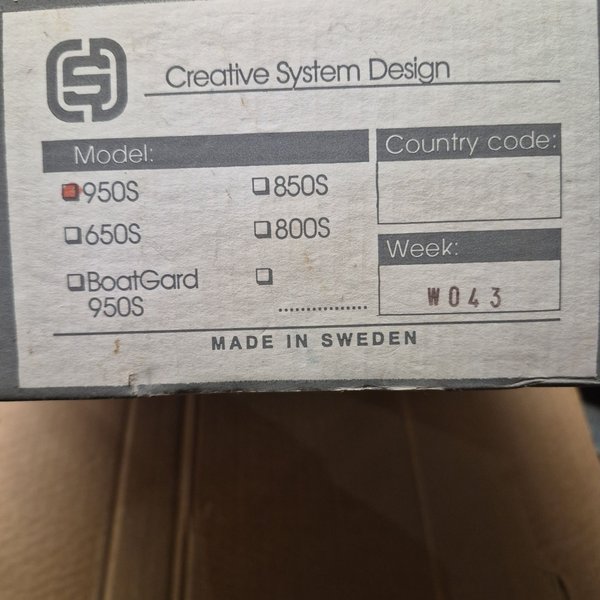 Creative System Design
Model:
950S
850S
650S
800S
BoatGard
950S
Country code:
Week:
W043
MADE IN SWEDEN